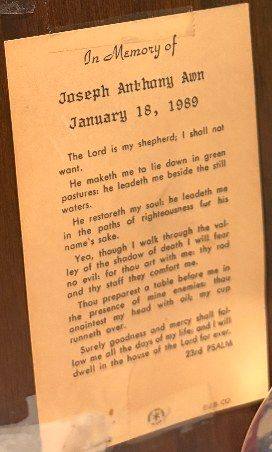 In Memory of
Joseph Anthony Awn
January 18, 1989
The Lord is my shepherd; I shall not
want.
He maketh me to lie down in green
pastures: he leadeth me beside the still
waters.
He restoreth my soul: he leadeth me
in the paths of righteousness for his
name's sake.
Yea, though I walk through the val-
ley of the shadow of death I will fear
no evil: for thou art with me: thy rod
and thy staff they comfort me.
Thou preparest a table before me in
the presence of mine enemies: thou
anointest my head with oil; my cup
runneth over.
Surely goodness and mercy shall fol-
low me all the days of my life: and I will
dwell in the house of the Lord for ever.
23rd PSALM